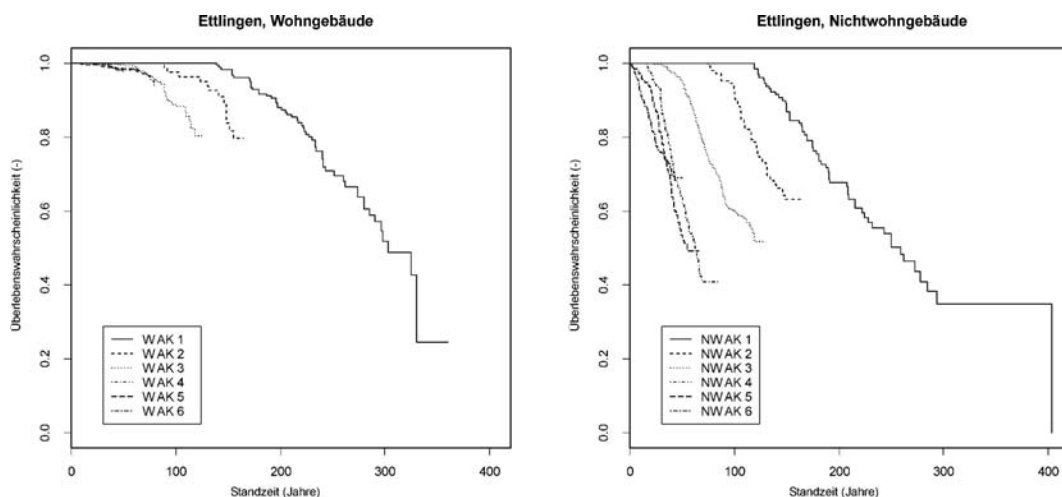 Ettlingen, Wohngebäude
Überlebenswahrscheinlichkeit (-)
1.0
0.8
0.6
0.4
0.2
0.0
WAK 1
WAK 2
WAK 3
WAK 4
WAK 5
WAK 6
0 100 200 300 400
Standzeit (Jahre)
Ettlingen, Nichtwohngebäude
Überlebenswahrscheinlichkeit (-)
1.0
0.8
0.6
0.4
0.2
0.0
NWAK 1
NWAK 2
NWAK 3
NWAK 4
NWAK 5
NWAK 6
0 100 200 300 400
Standzeit (Jahre)